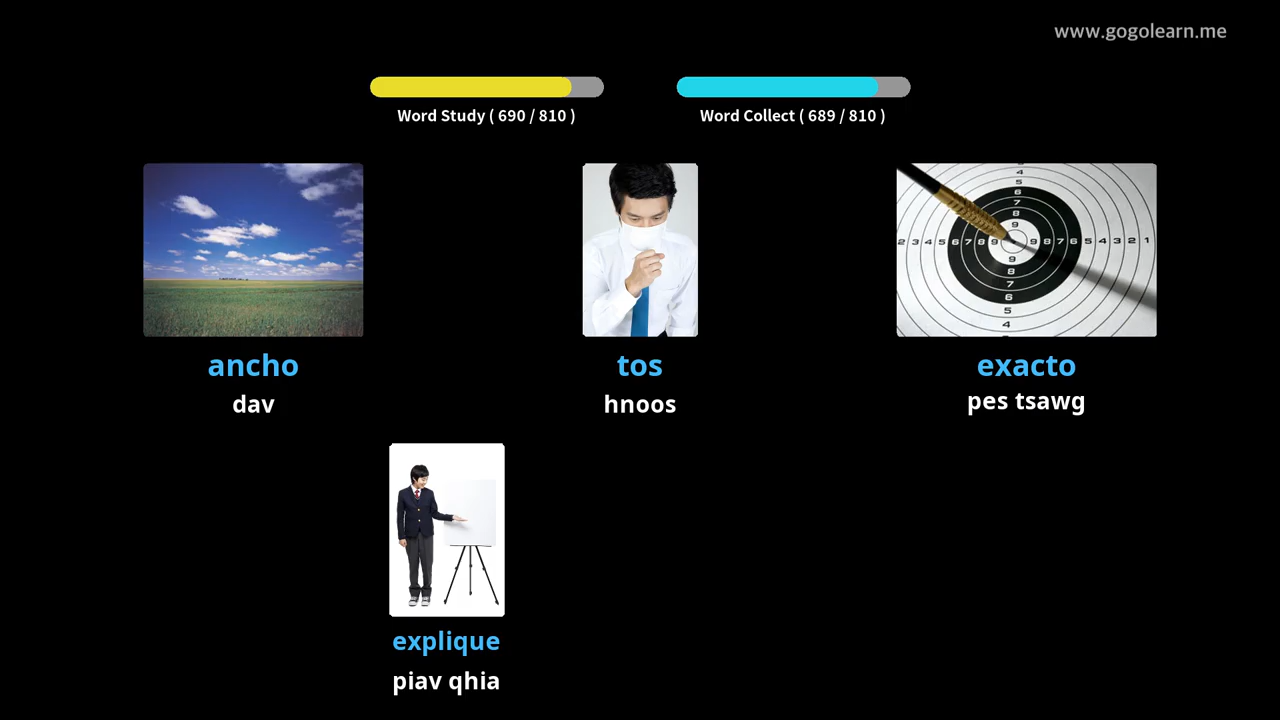 www.gogolearn.me
Word Study ( 690 / 810 )
Word Collect ( 689 / 810 )
ancho
dav
tos
hnoos
exacto
pes tsawg
explique
piav qhia